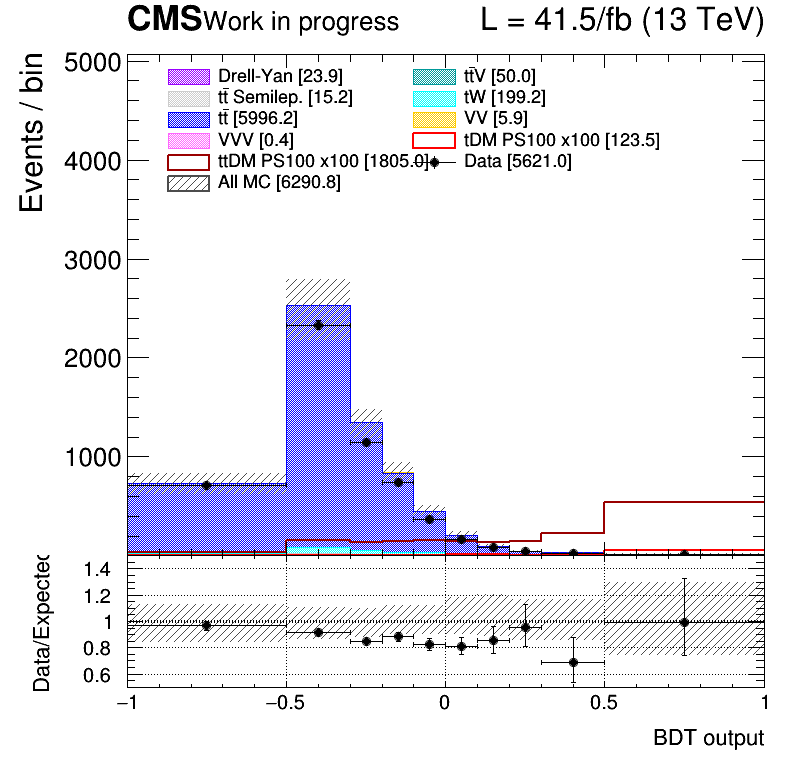 CMS Work in progress L = 41.5/fb (13 TeV)
Events / bin
5000
4000
3000
2000
1000
Drell-Yan [23.9]
tt̄V [50.0]
tt̄ Semilep. [15.2]
tW [199.2]
tt̄ [5996.2]
VV [5.9]
VVV [0.4]
tDM PS100 x100 [123.5]
ttDM PS100 x100 [1805.0]
Data [5621.0]
All MC [6290.8]
Data/Expected
1.4
1.2
1
0.8
0.6
−1 −0.5 0 0.5 1
BDT output